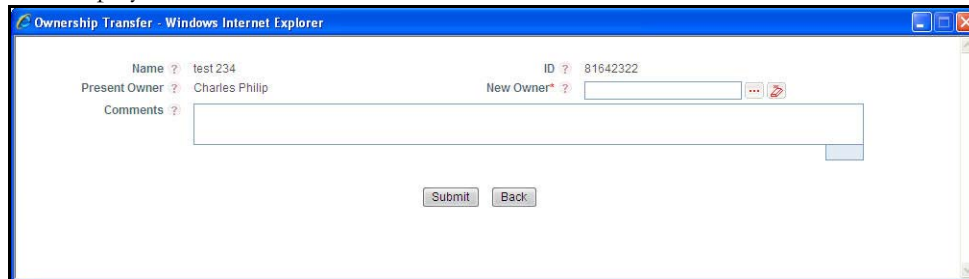 Ownership Transfer - Windows Internet Explorer
Name ? test 234 ID ? 81642322
Present Owner ? Charles Philip New Owner* ? ...
Comments ?
Submit Back